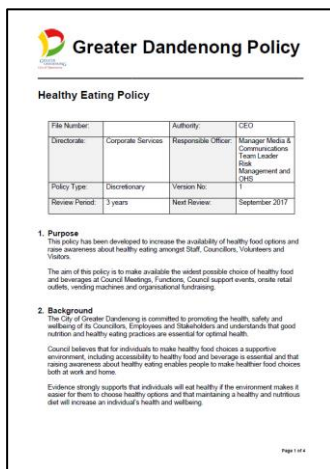 Greater Dandenong Policy
Healthy Eating Policy
File Number: Authority: CEO
Directorate: Corporate Services Responsible Officer: Manager Media &
Communications
Team Leader
Risk
Management and
OHS
Policy Type: Discretionary Version No: 1
Review Period: 3 years Next Review: September 2017
1. Purpose
This policy has been developed to increase the availability of healthy food options and
raise awareness about healthy eating amongst Staff, Councillors, Volunteers and
Visitors.
The aim of this policy is to make available the widest possible choice of healthy food
and beverages at Council Meetings, Functions, Council support events, onsite retail
outlets, vending machines and organisational fundraising.
2. Background
The City of Greater Dandenong is committed to promoting the health, safety and
wellbeing of its Councillors, Employees and Stakeholders and understands that good
nutrition and healthy eating practices are essential for optimal health.
Council believes that for individuals to make healthy food choices a supportive
environment, including accessibility to healthy food and beverage is essential and that
raising awareness about healthy eating enables people to make healthier food choices
both at work and home.
Evidence strongly supports that individuals will eat healthy if the environment makes it
easier for them to choose healthy options and that maintaining a healthy and nutritious
diet will increase an individual's health and wellbeing.
Page 1 of 4